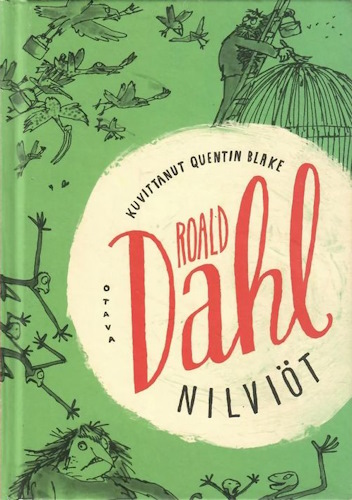 KUVITTANUT QUENTIN BLAKE
ROALD
Dahl
OTAVA
NILVIÖT